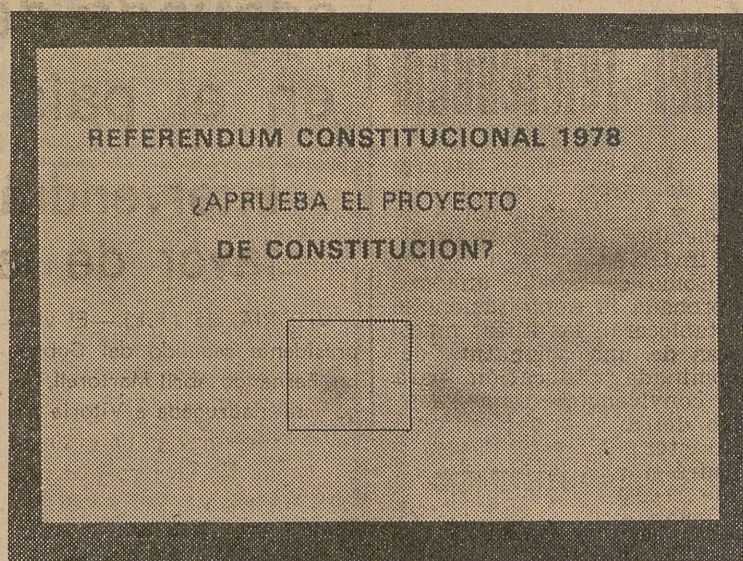 REFERENDUM CONSTITUCIONAL 1978
¿APRUEBA EL PROYECTO
DE CONSTITUCION?